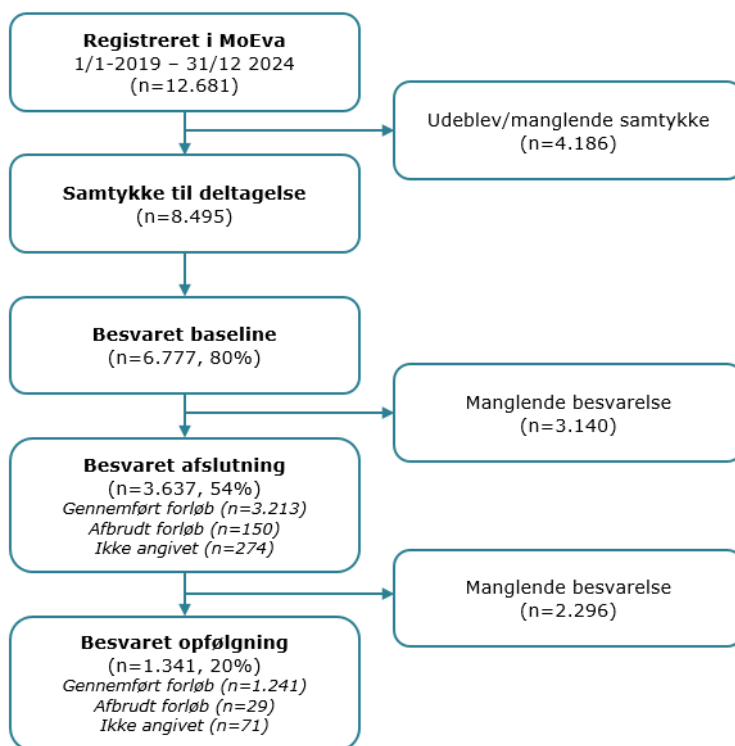 Registreret i MoEva
1/1-2019 – 31/12 2024
(n=12.681)
Udeblev/manglende samtykke
(n=4.186)
Samtykke til deltagelse
(n=8.495)
Besvaret baseline
(n=6.777, 80%)
Manglende besvarelse
(n=3.140)
Besvaret afslutning
(n=3.637, 54%)
Gennemført forløb (n=3.213)
Afbrudt forløb (n=150)
Ikke angivet (n=274)
Manglende besvarelse
(n=2.296)
Besvaret opfølgning
(n=1.341, 20%)
Gennemført forløb (n=1.241)
Afbrudt forløb (n=29)
Ikke angivet (n=71)